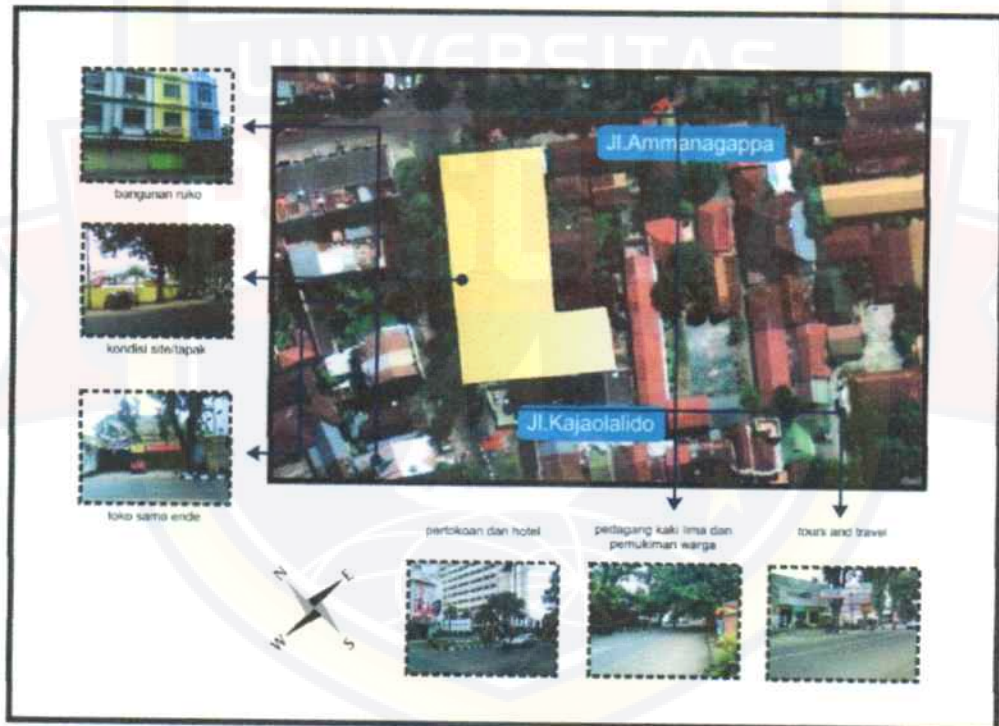 UNIVERSITAS
Jl.Ammanagappa
bangunan ruko
kondisi site/tapak
Jl.Kajaolalido
toko samo ende
pertokoan dan hotel
pedagang kaki lima dan
pemukiman warga
tours and travel
N
E
W
S